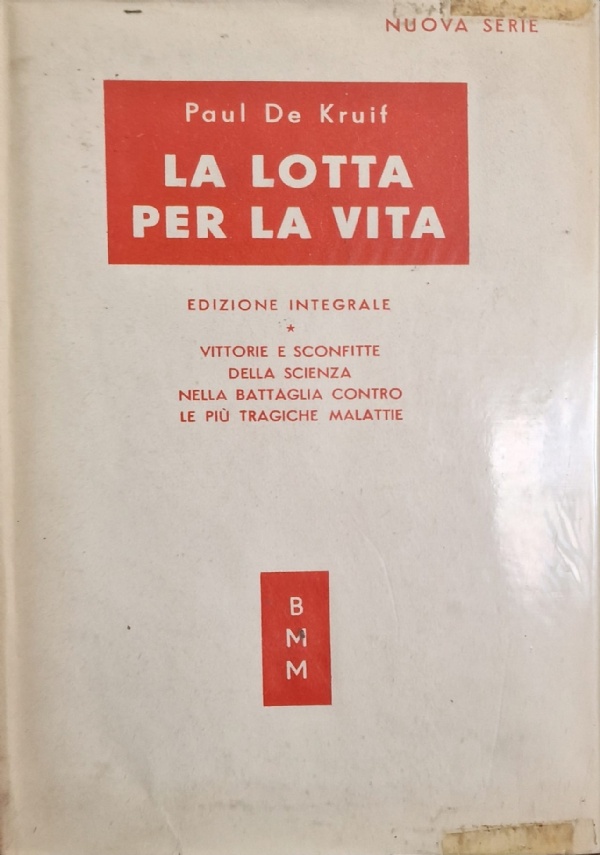 NUOVA SERIE
Paul De Kruif
LA LOTTA
PER LA VITA
EDIZIONE INTEGRALE
*
VITTORIE E SCONFITTE
DELLA SCIENZA
NELLA BATTAGLIA CONTRO
LE PIÙ TRAGICHE MALATTIE
B
M
M